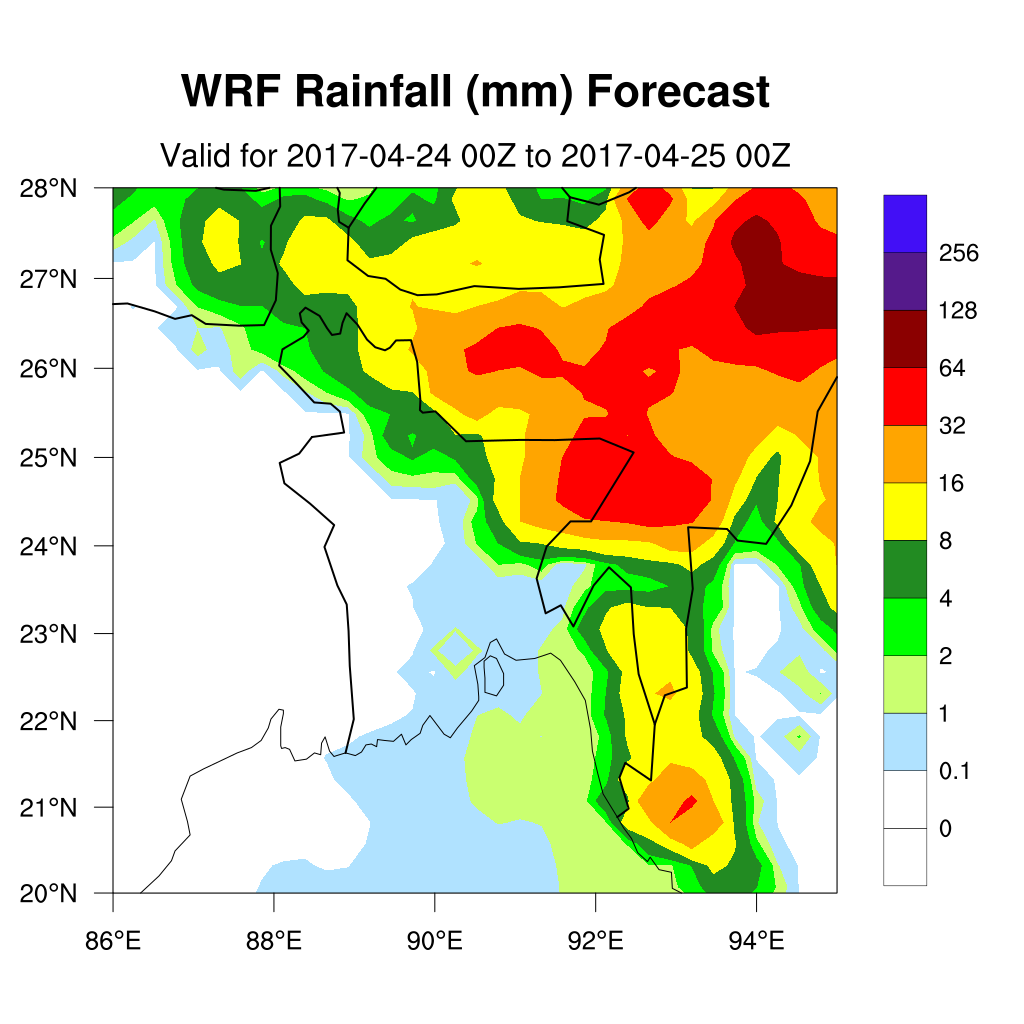 WRF Rainfall (mm) Forecast
Valid for 2017-04-24 00Z to 2017-04-25 00Z
28°N
27°N
26°N
25°N
24°N
23°N
22°N
21°N
20°N
86°E
88°E
90°E
92°E
94°E
256
128
64
32
16
8
4
2
1
0.1
0